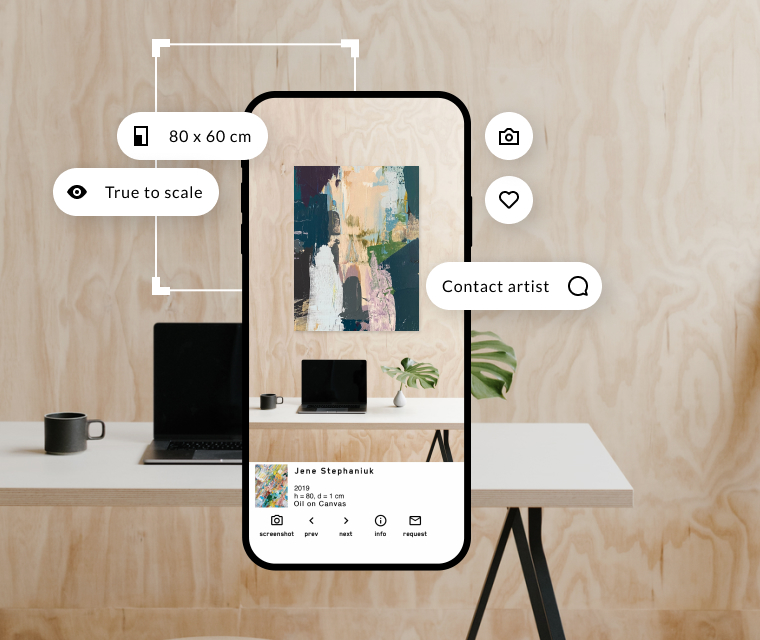 80 x 60 cm
True to scale
Contact artist
Jene Stephaniuk
2019
h = 80, d = 1 cm
Oil on Canvas
screenshot prev next info request